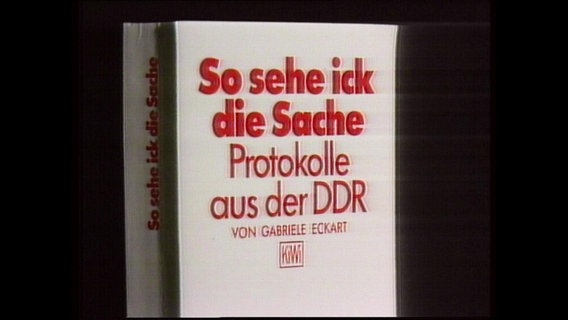 So sehe ick die Sache
So sehe ick
die Sache
Protokolle
aus der DDR
VON GABRIELE ECKART
KiWi